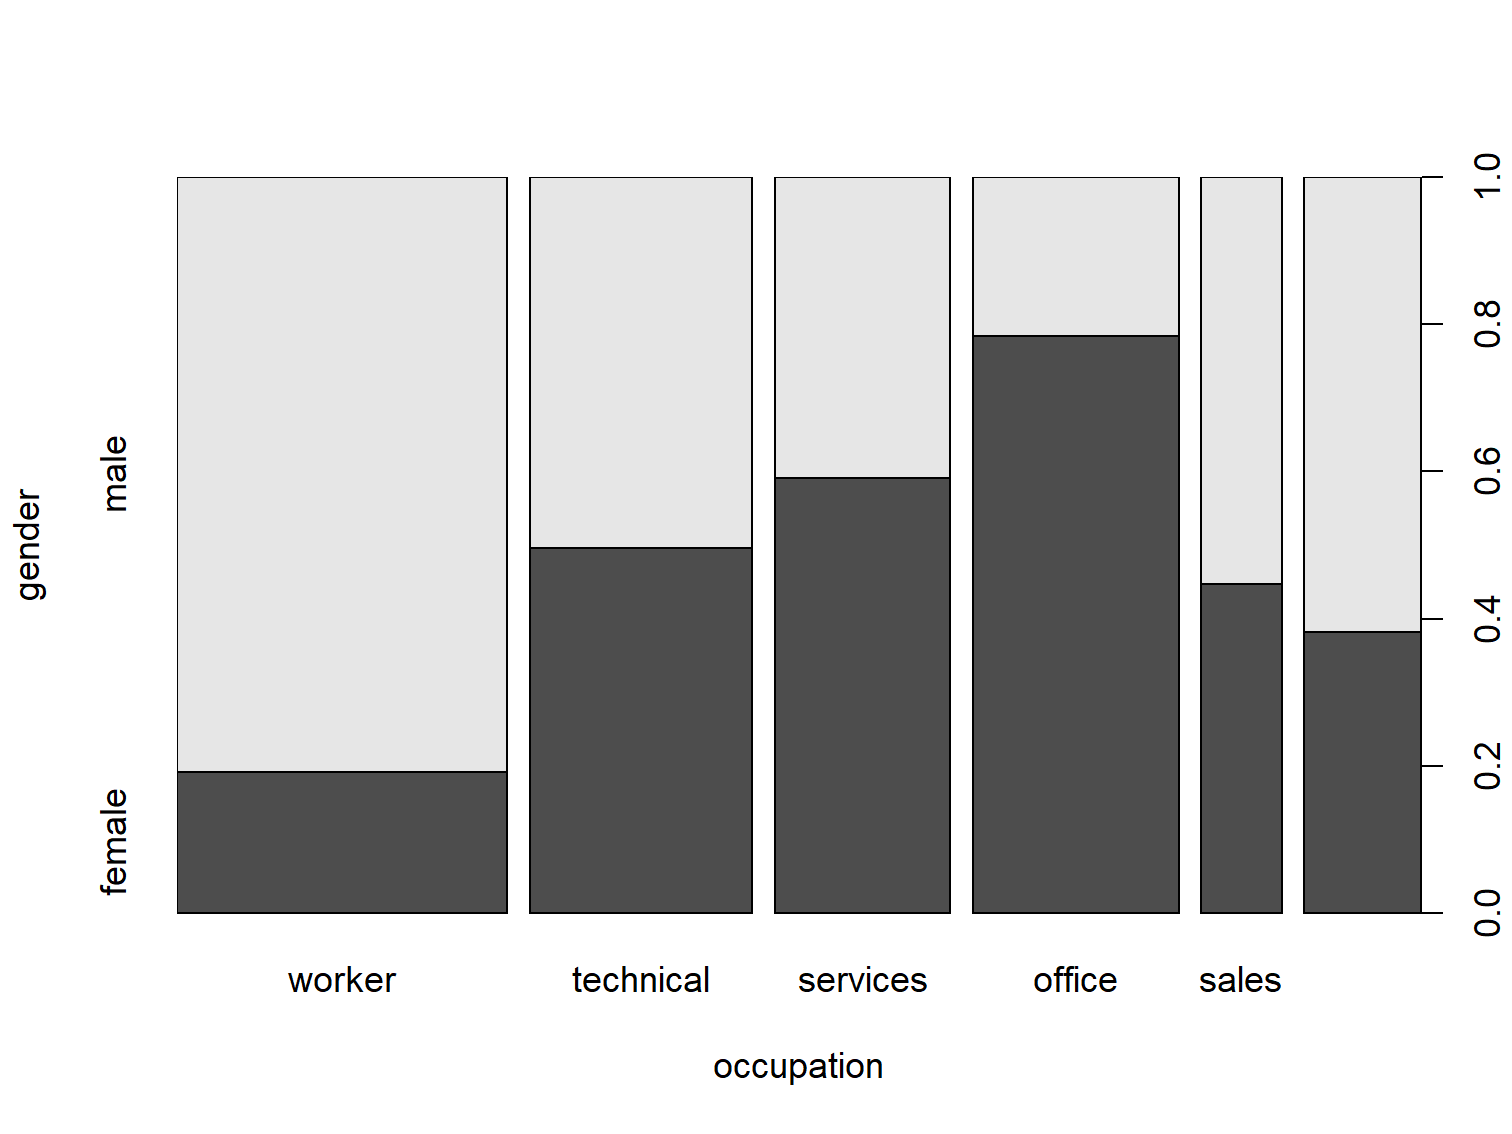 gender
male
female
1.0
0.8
0.6
0.4
0.2
0.0
worker technical services office sales
occupation